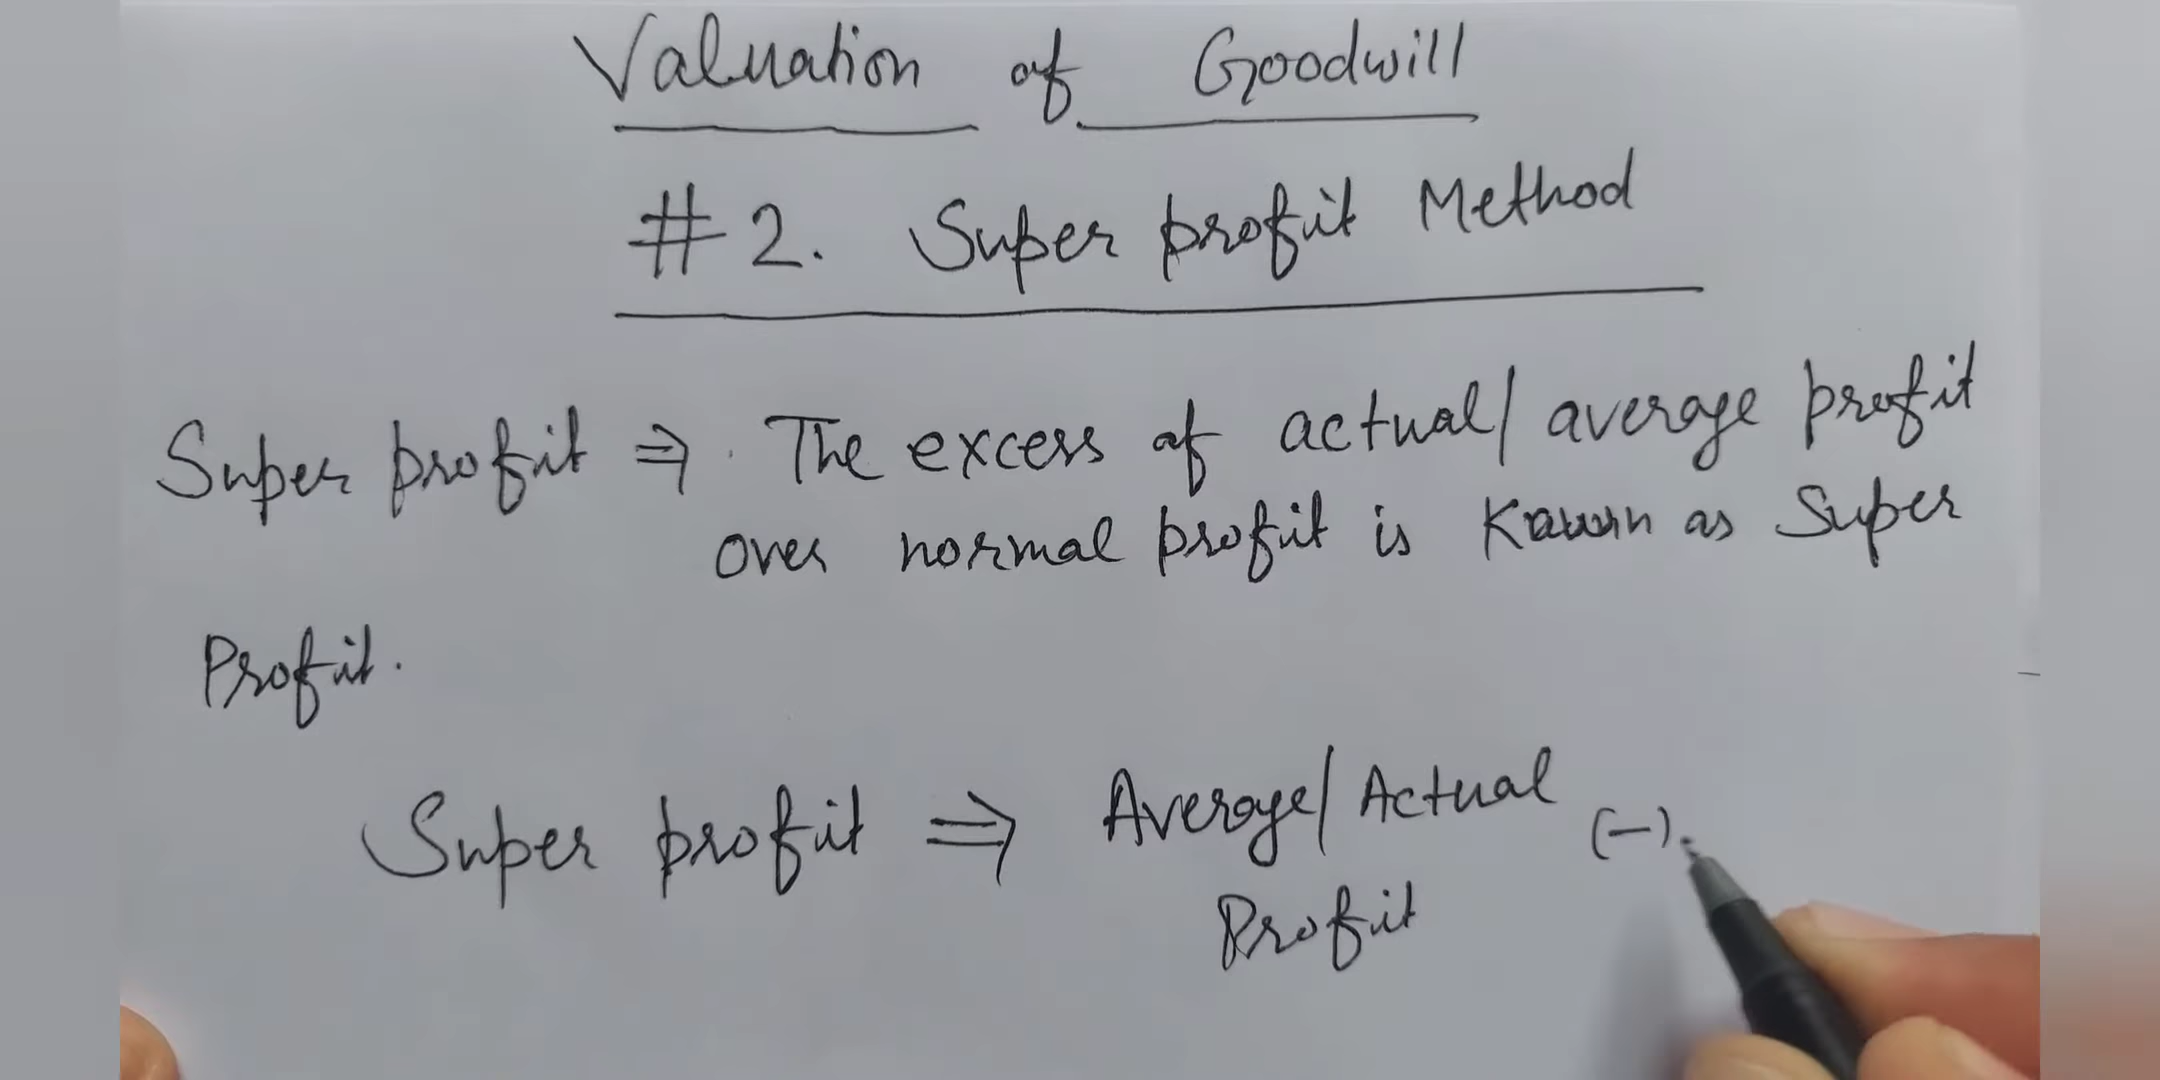 Valuation of Goodwill
# 2. Super profit Method
Super profit ⇒ The excess of actual/average profit
over normal profit is Known as Super
Profit.
Super profit ⇒ Average/Actual (-)
Profit